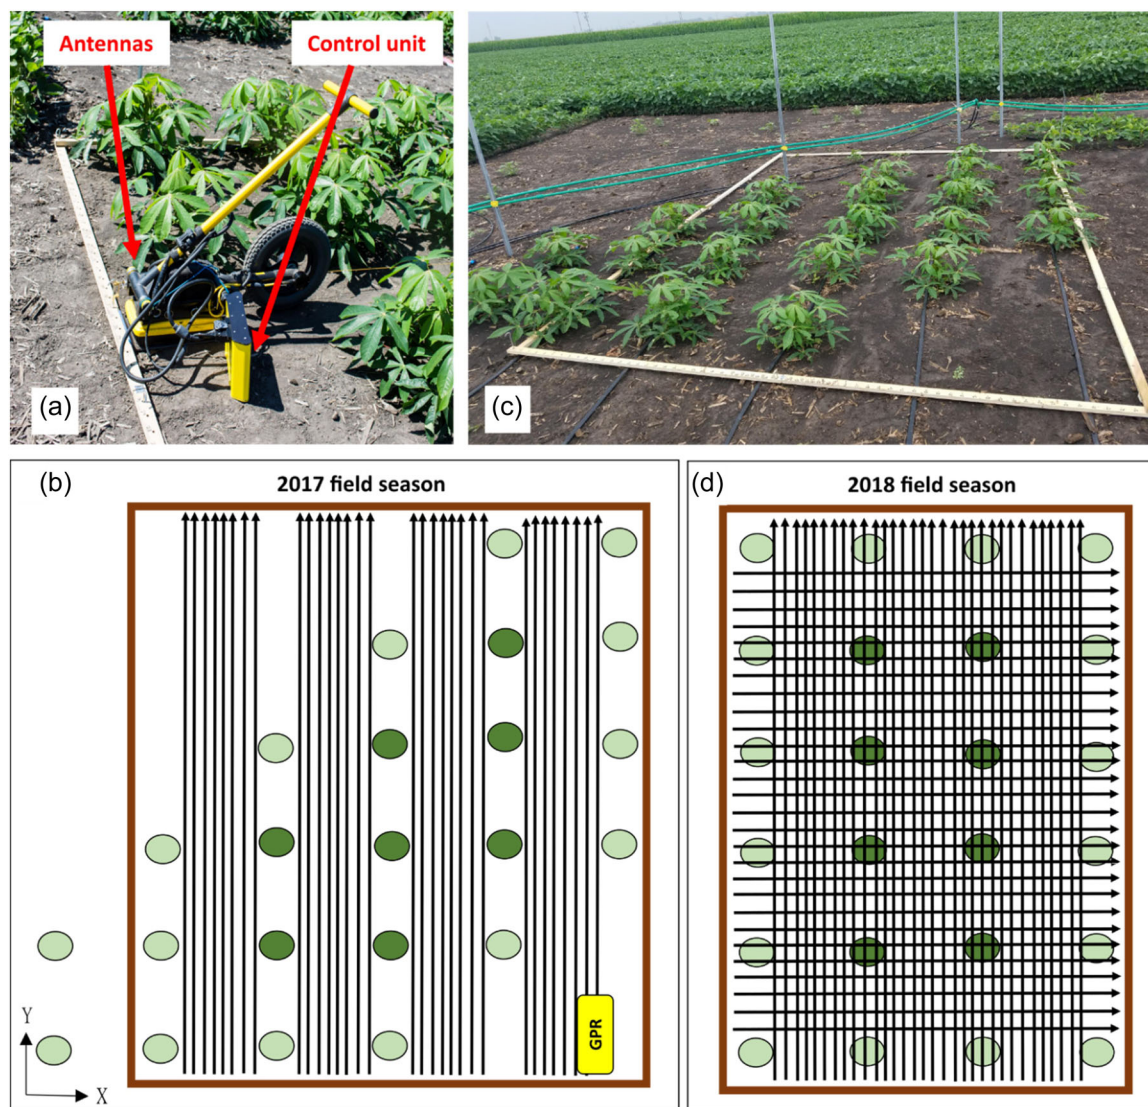 Antennas
Control unit
(a)
(c)
(b)
2017 field season
(d)
2018 field season
GPR
Y
X